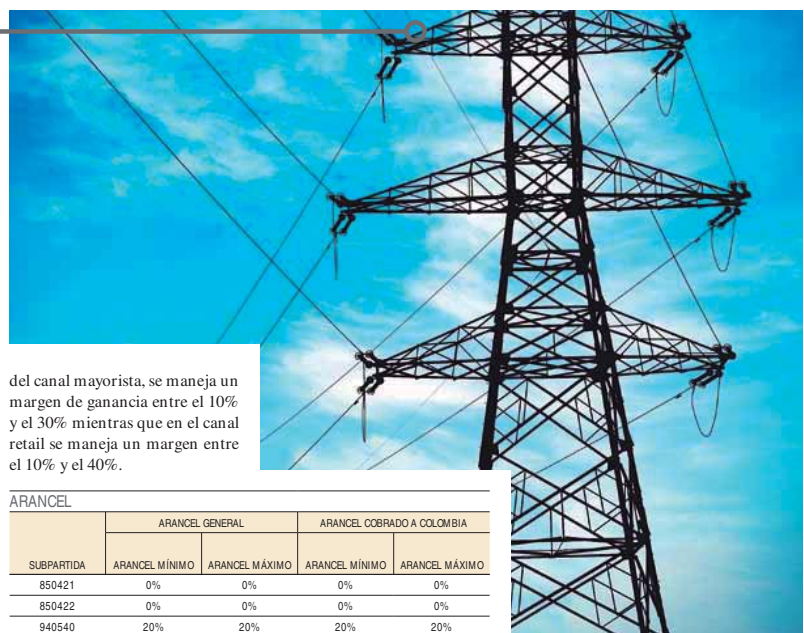 del canal mayorista, se maneja un
margen de ganancia entre el 10%
y el 30% mientras que en el canal
retail se maneja un margen entre
el 10% y el 40%.
ARANCEL
ARANCEL GENERAL ARANCEL COBRADO A COLOMBIA
SUBPARTIDA ARANCEL MÍNIMO ARANCEL MÁXIMO ARANCEL MÍNIMO ARANCEL MÁXIMO
850421 0% 0% 0% 0%
850422 0% 0% 0% 0%
940540 20% 20% 20% 20%